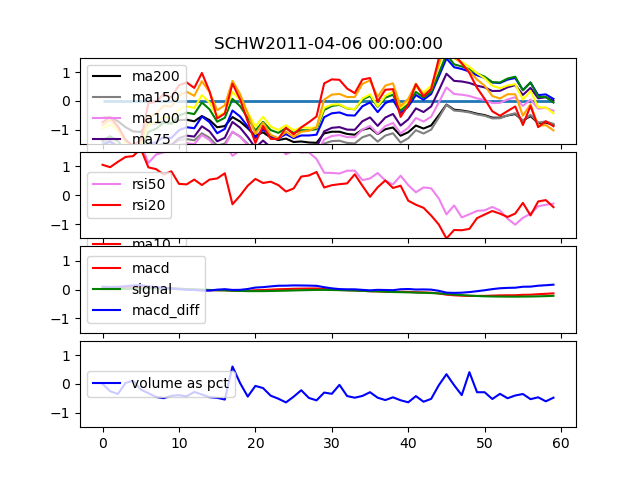 SCHW2011-04-06 00:00:00
1
0
−1
ma200
ma150
ma100
ma75
1
0
−1
rsi50
rsi20
ma10
1
0
−1
macd
signal
macd_diff
1
0
−1
volume as pct
0 10 20 30 40 50 60